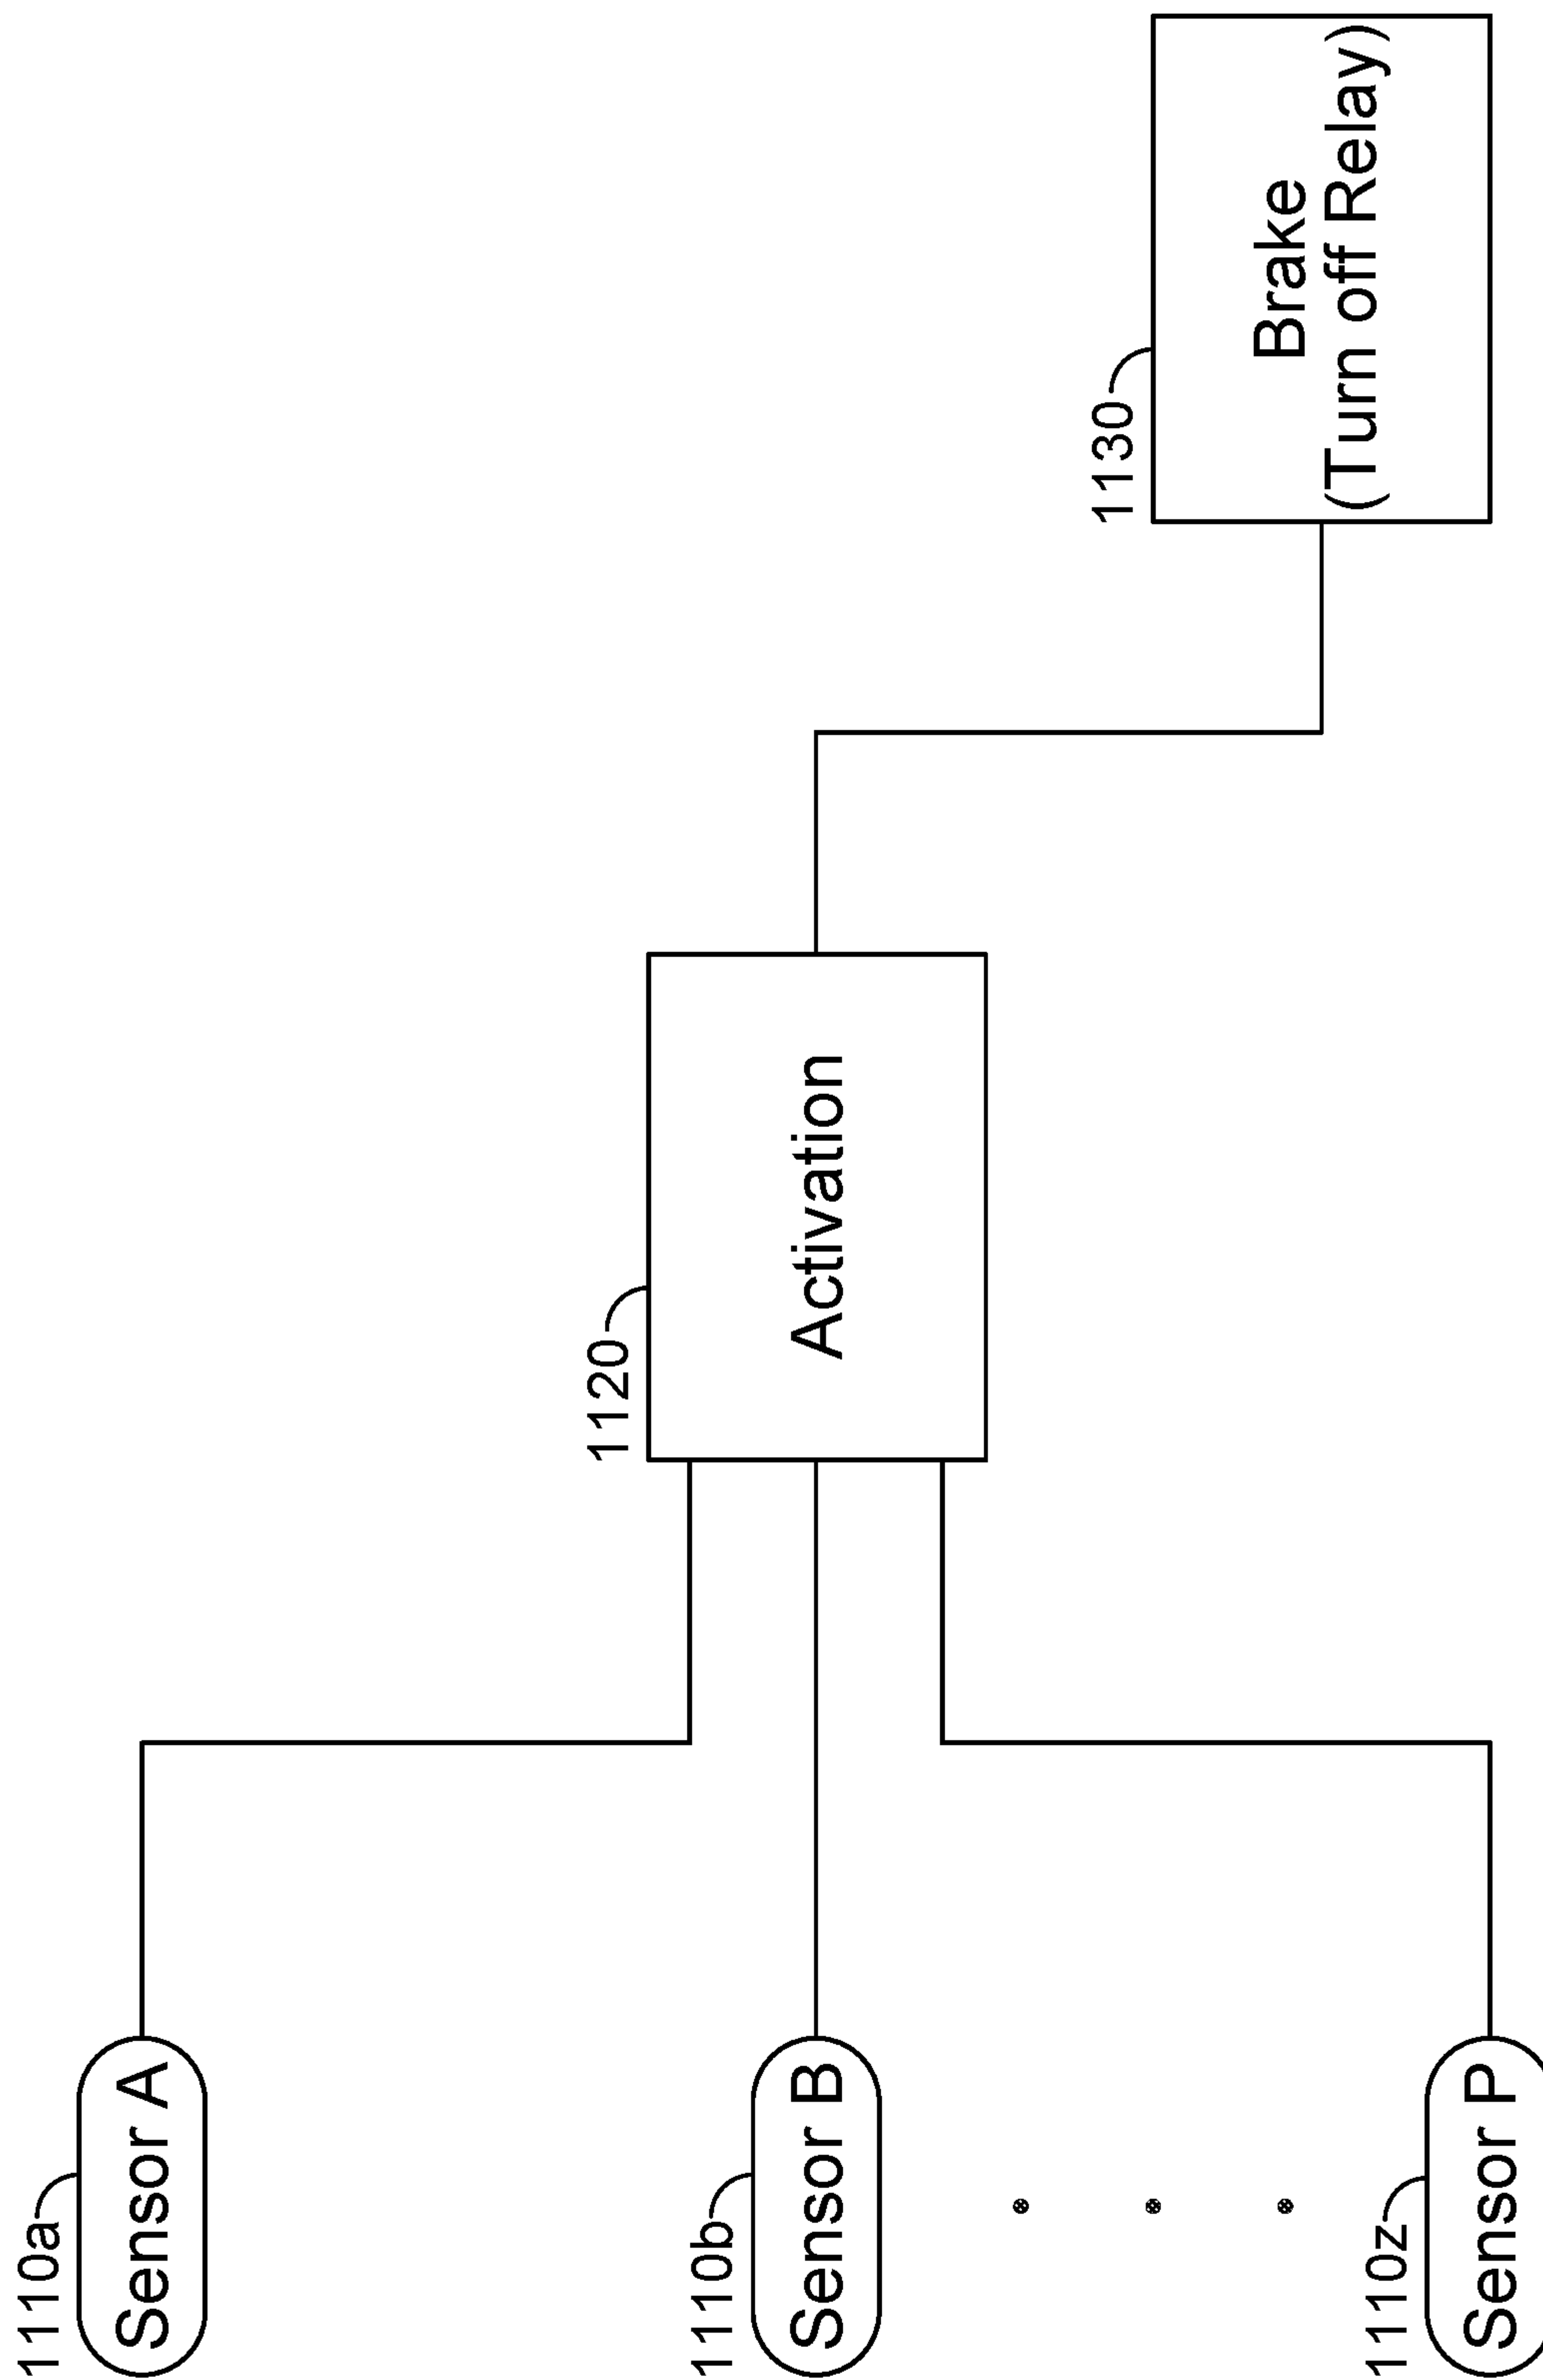 1110a
Sensor A
1110b
Sensor B
1110z
Sensor P
1120
Activation
1130
Brake
(Turn off Relay)